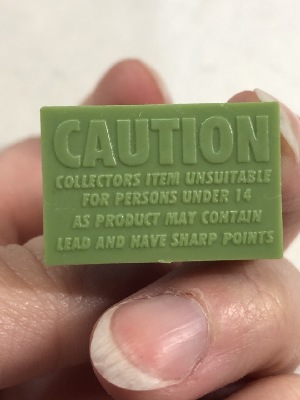 CAUTION
COLLECTORS ITEM UNSUITABLE
FOR PERSONS UNDER 14
AS PRODUCT MAY CONTAIN
LEAD AND HAVE SHARP POINTS